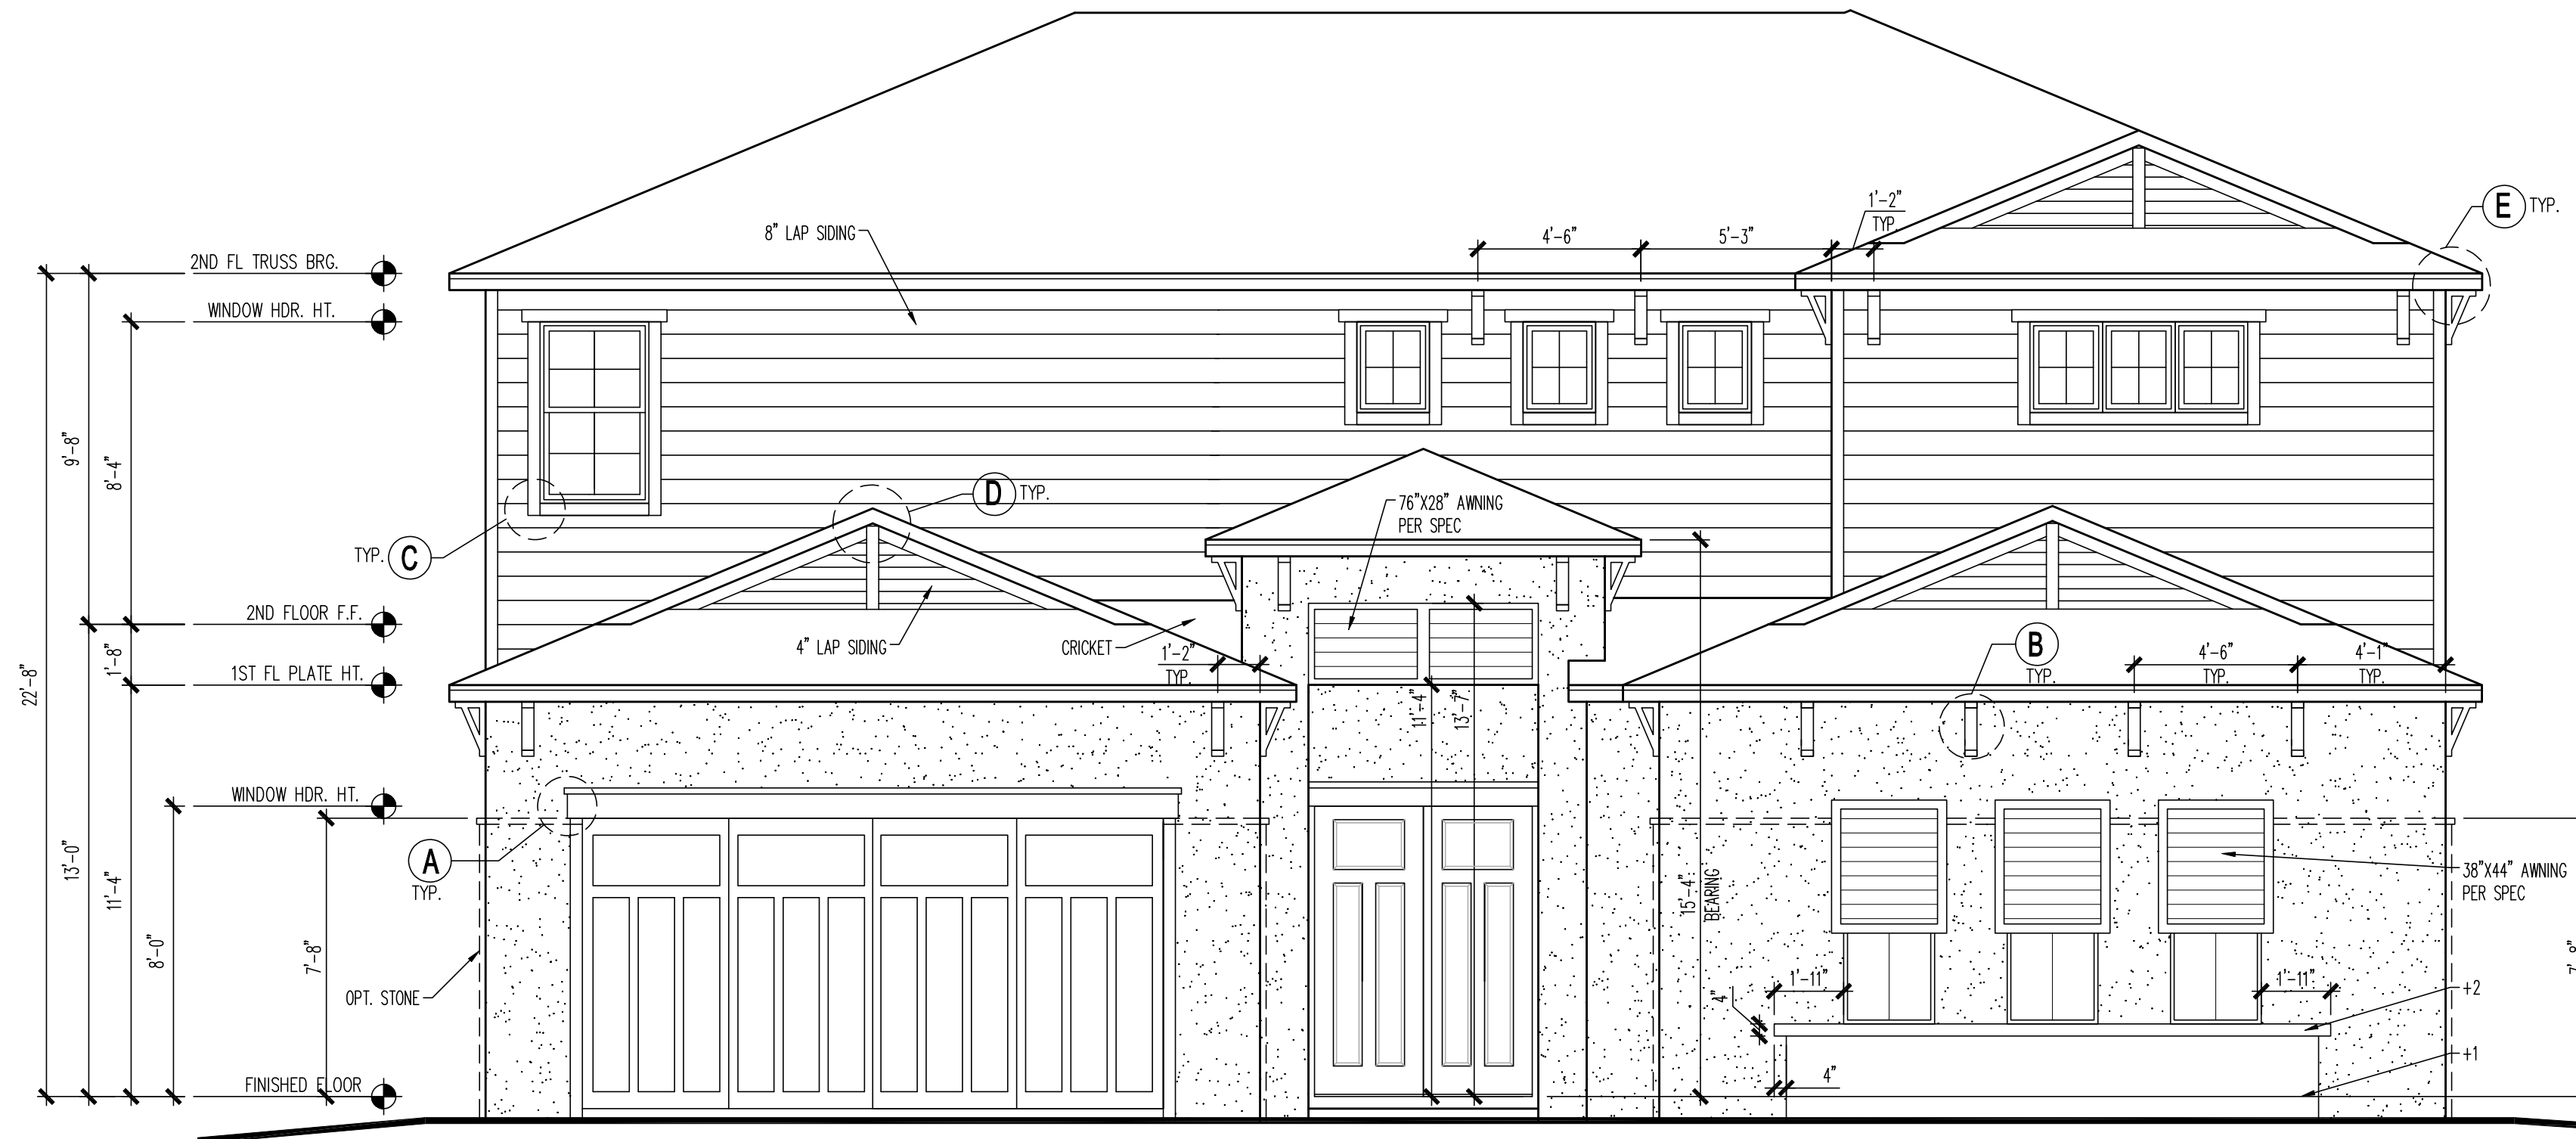 1'-2"
TYP.
E TYP.
4'-6"
5'-3"
8" LAP SIDING
2ND FL TRUSS BRG.
WINDOW HDR. HT.
9'-8"
8'-4"
D TYP.
76"X28" AWNING
PER SPEC
TYP. C
2ND FLOOR F.F.
1'-8"
4" LAP SIDING
CRICKET
1'-2"
TYP.
B
TYP.
4'-6"
TYP.
4'-1"
TYP.
1ST FL PLATE HT.
22'-8"
11'-4"
13'-7"
WINDOW HDR. HT.
A
TYP.
13'-0"
11'-4"
8'-0"
7'-8"
15'-4"
BEARING
38"X44" AWNING
PER SPEC
OPT. STONE
4"
1'-11"
1'-11"
+2
7'-8"
+1
4"
FINISHED FLOOR